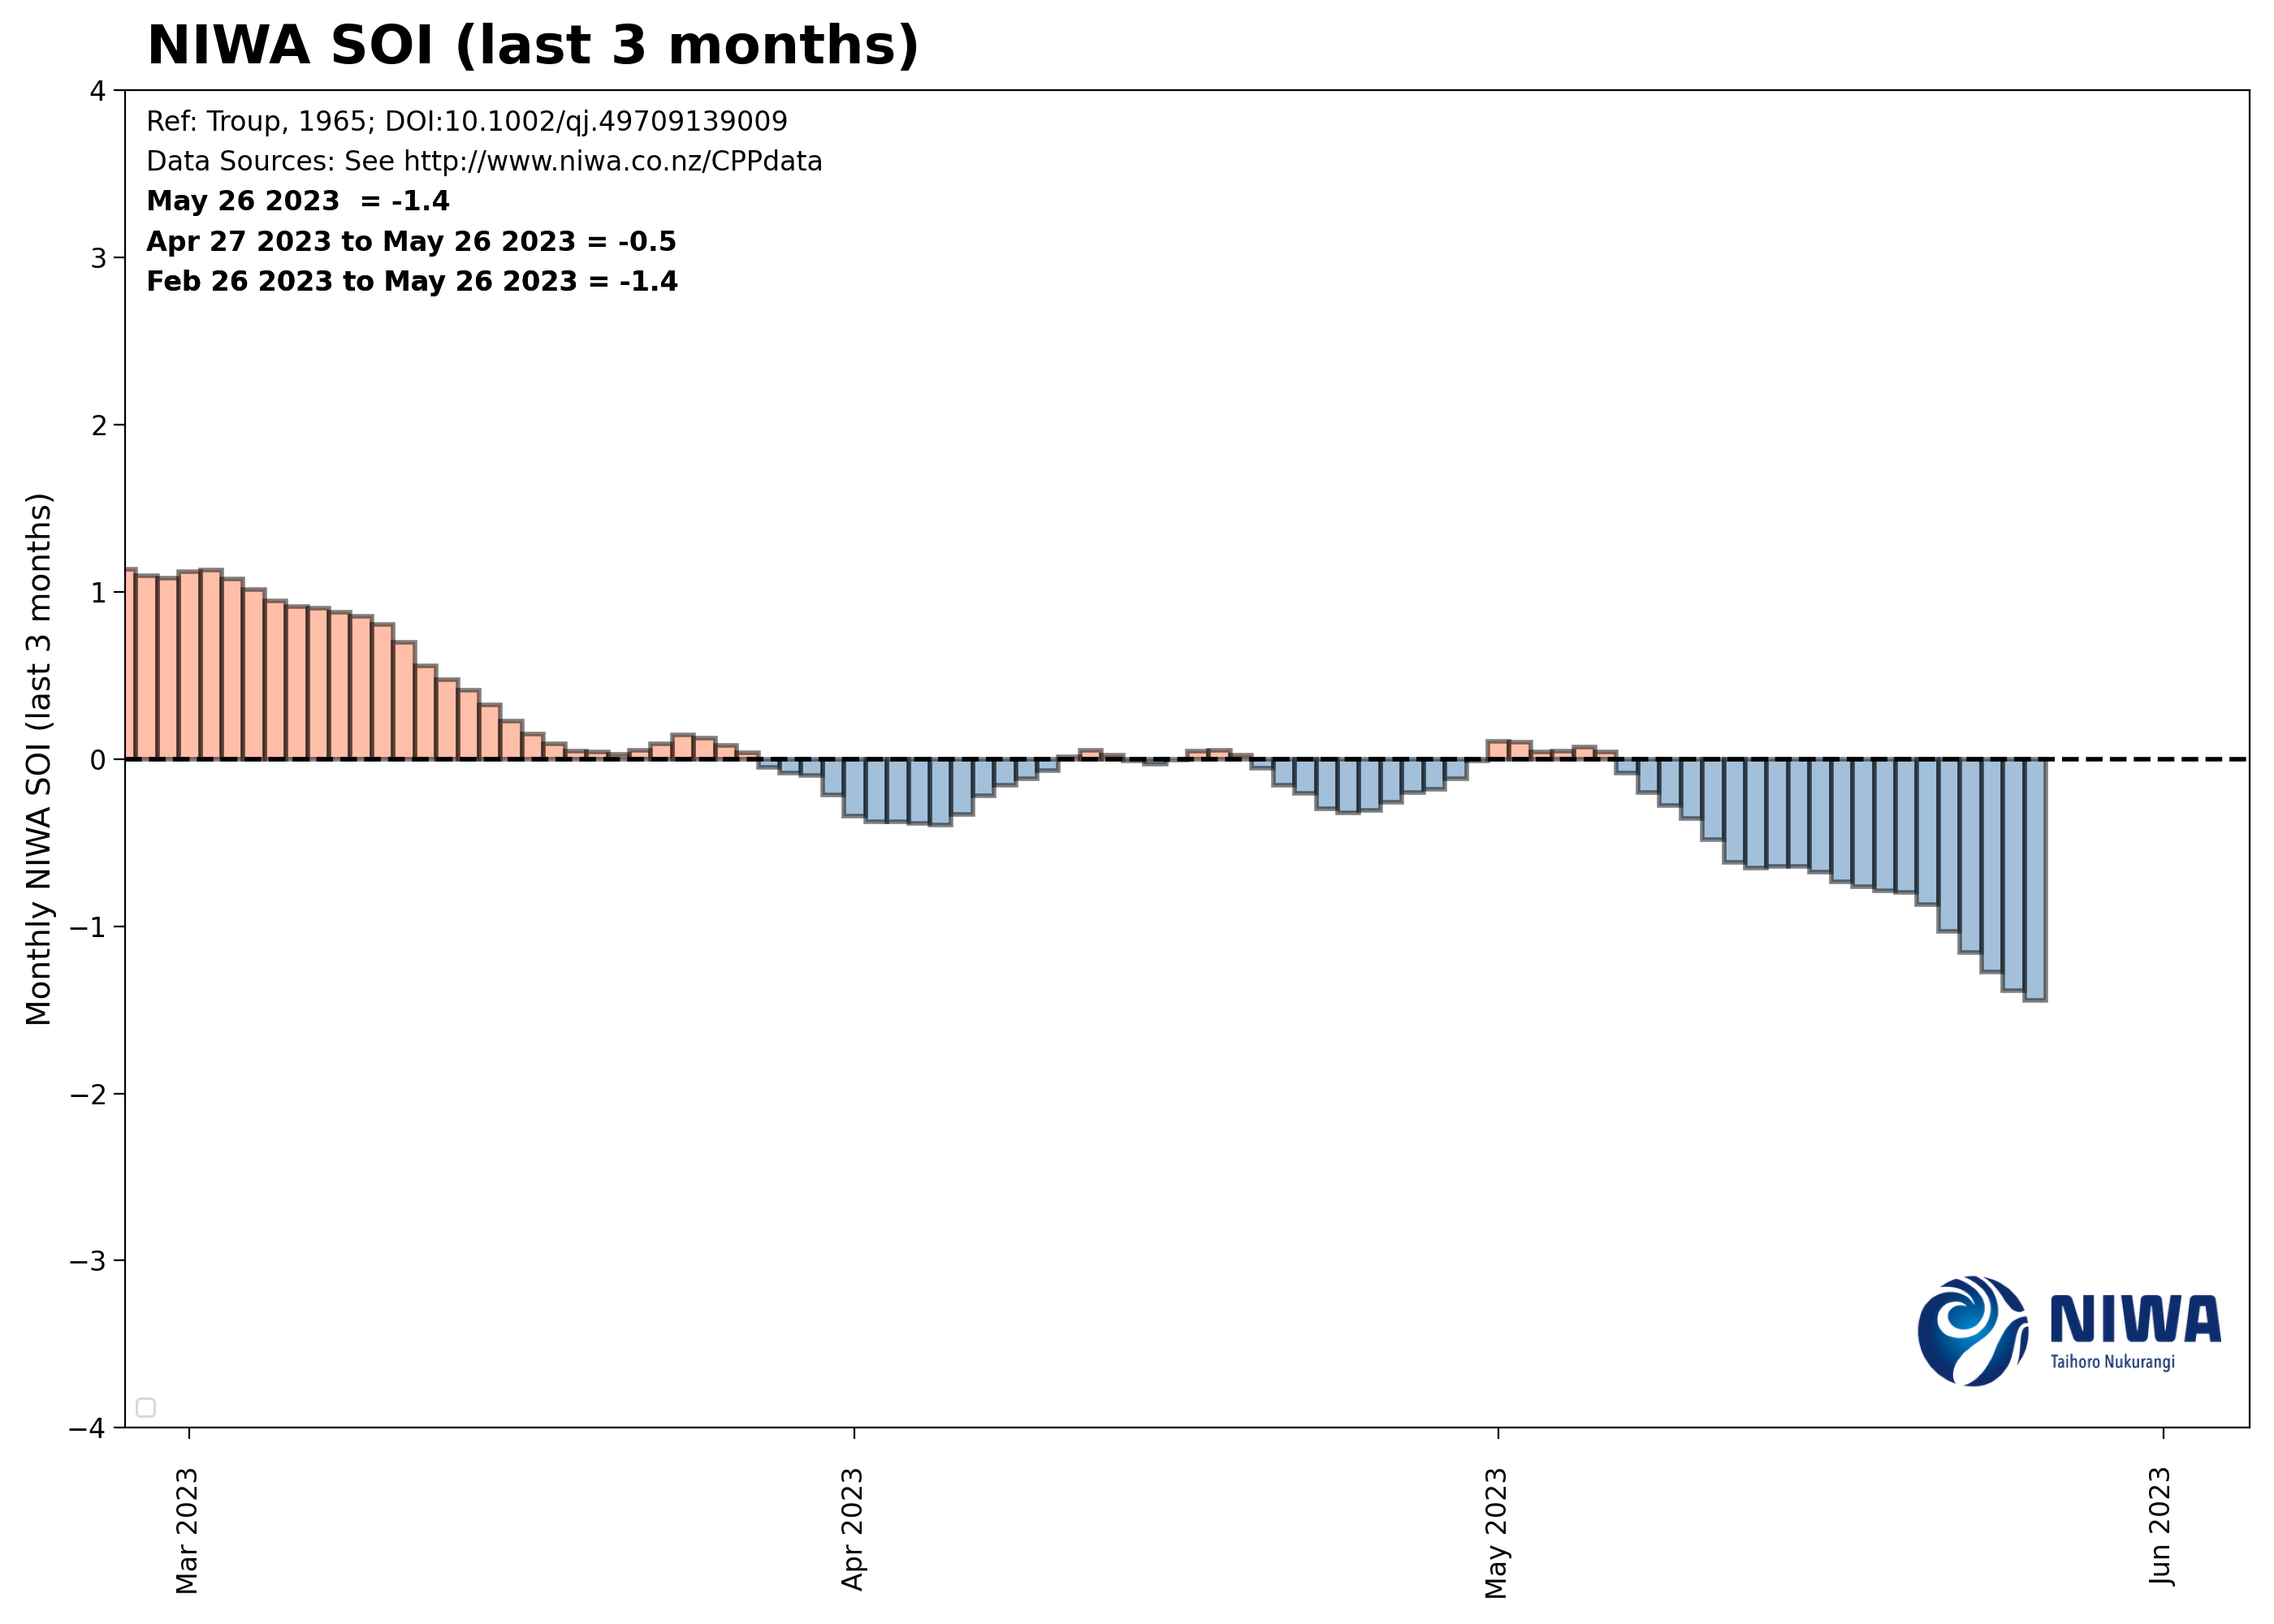 NIWA SOI (last 3 months)
Ref: Troup, 1965; DOI:10.1002/qj.49709139009
Data Sources: See http://www.niwa.co.nz/CPPdata
May 26 2023  = -1.4
Apr 27 2023 to May 26 2023 = -0.5
Feb 26 2023 to May 26 2023 = -1.4
Monthly NIWA SOI (last 3 months)
4
3
2
1
0
−1
−2
−3
−4
Mar 2023
Apr 2023
May 2023
Jun 2023
NIWA
Taihoro Nukurangi